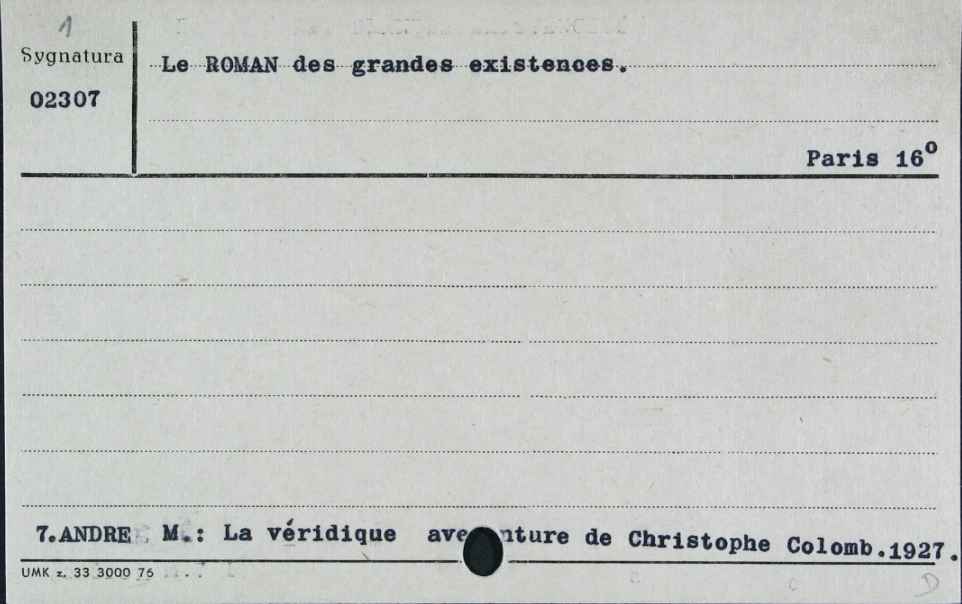 1
Sygnatura
Le ROMAN des grandes existences.
02307
Paris 16º
7.ANDRE M.: La véridique ave nture de Christophe Colomb.1927.
UMK z. 33 3000 76
D